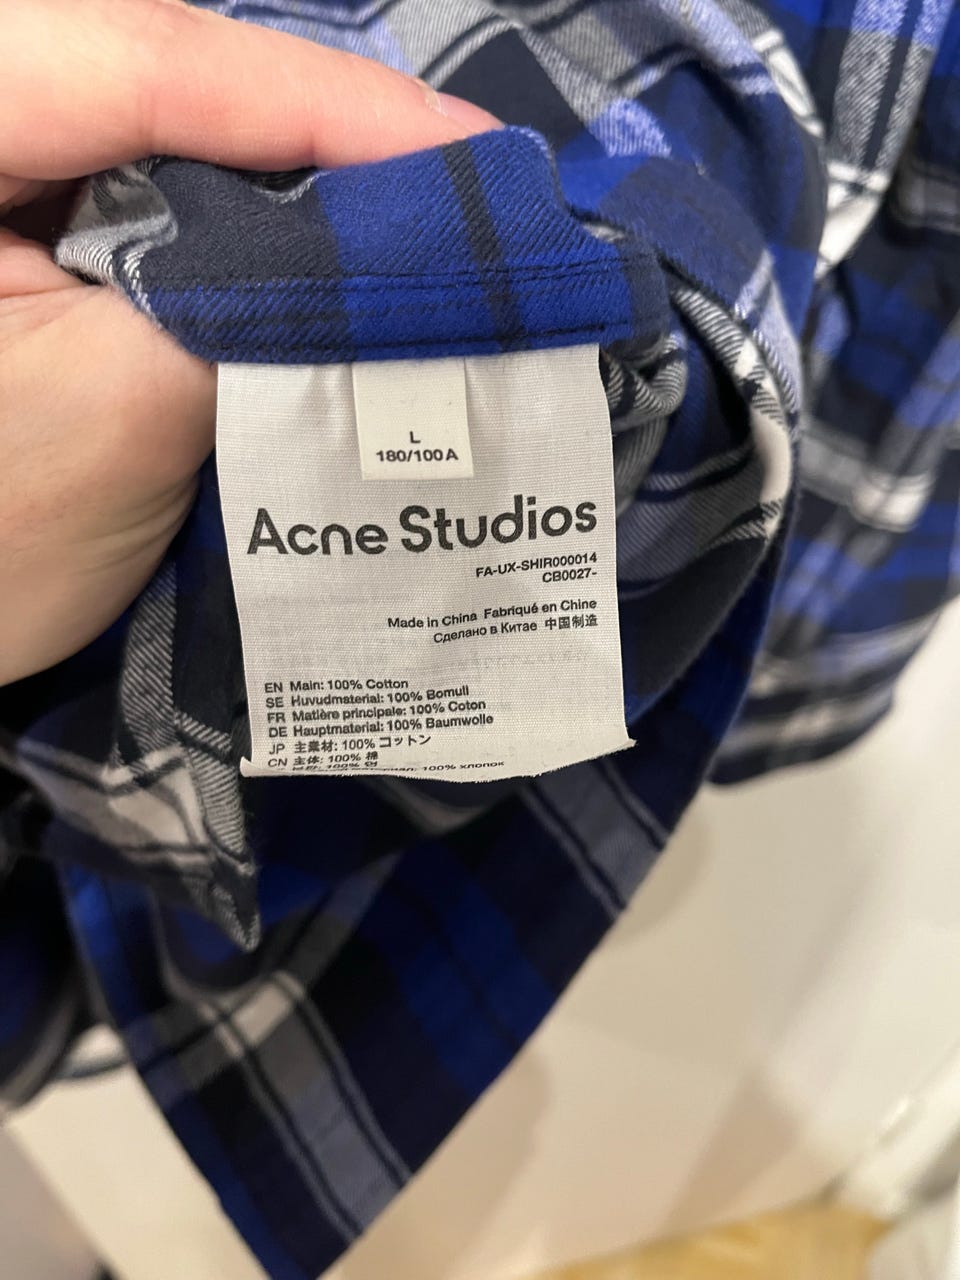 L
180/100A
Acne Studios
FA-UX-SHIR000014
CB0027-
Made in China Fabriqué en Chine
Сделано в Китае 中国制造
EN Main: 100% Cotton
SE Huvudmaterial: 100% Bomull
FR Matière principale: 100% Coton
DE Hauptmaterial: 100% Baumwolle
JP 主素材: 100% コットン
CN 主体: 100% 棉
100% хлопок